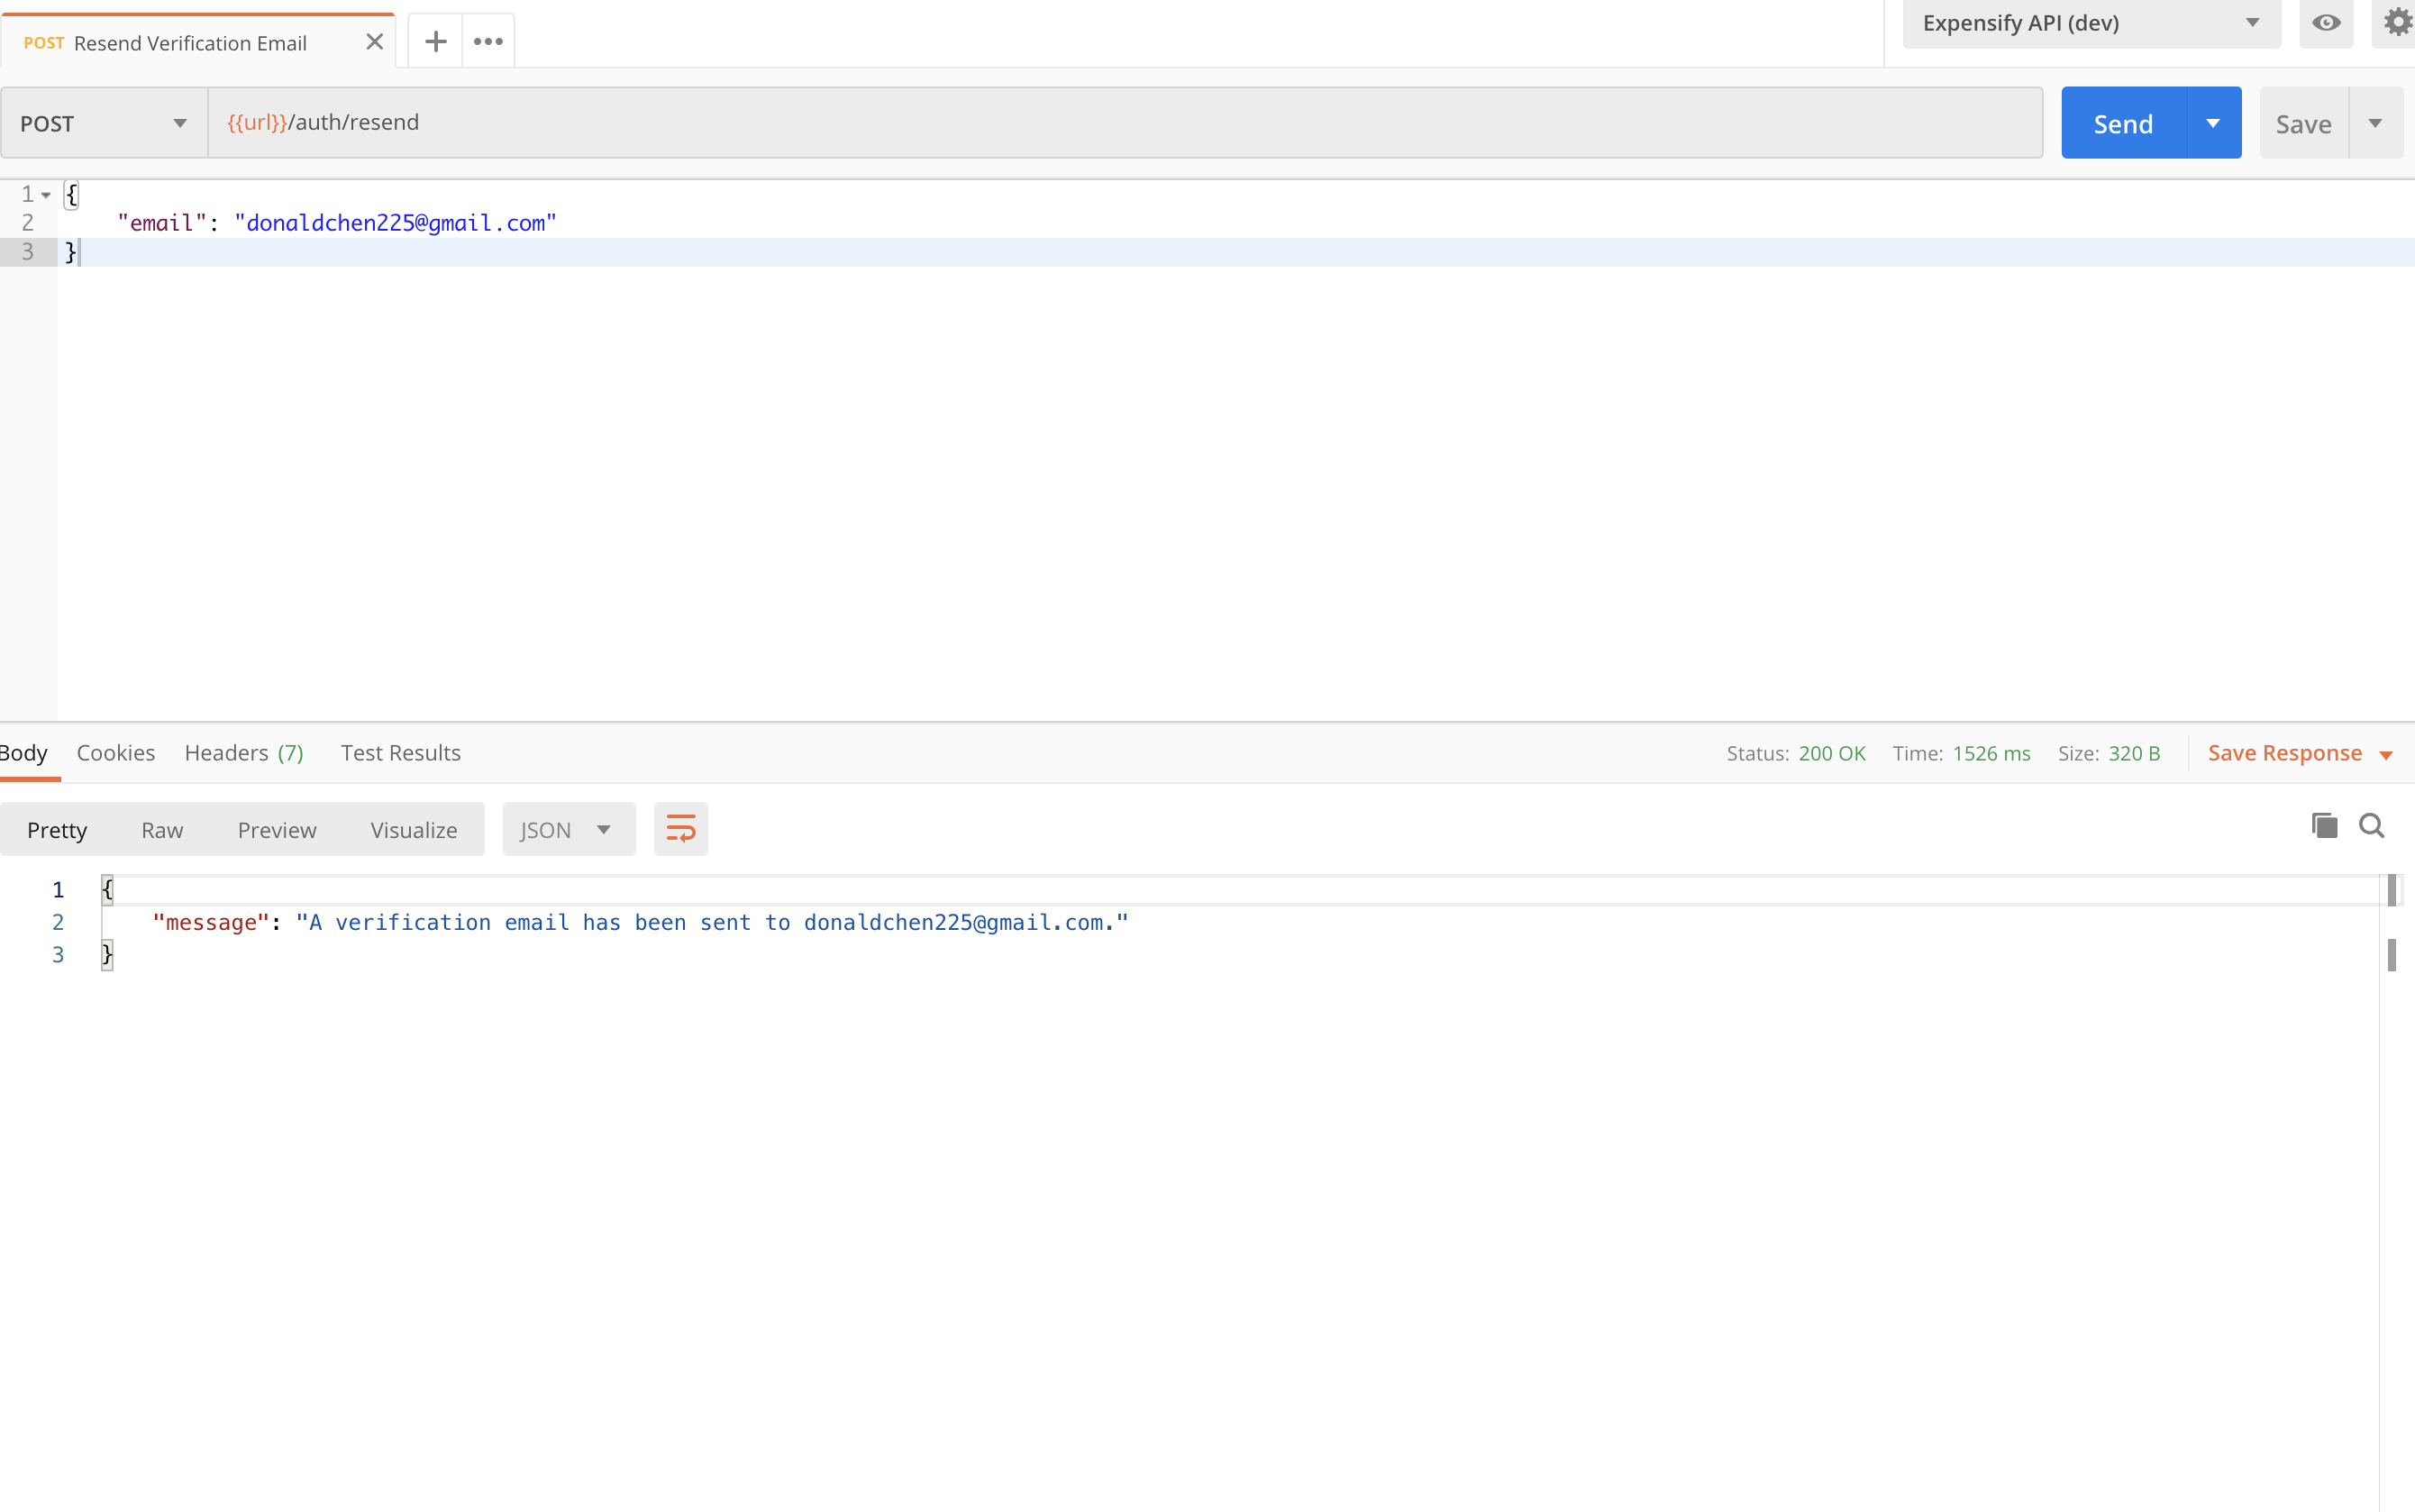 POST Resend Verification Email
Expensify API (dev)
POST
{{url}}/auth/resend
Send
Save
1 {
2 "email": "donaldchen225@gmail.com"
3 }
Body Cookies Headers (7) Test Results
Status: 200 OK Time: 1526 ms Size: 320 B Save Response
Pretty Raw Preview Visualize JSON
1 {
2 "message": "A verification email has been sent to donaldchen225@gmail.com."
3 }